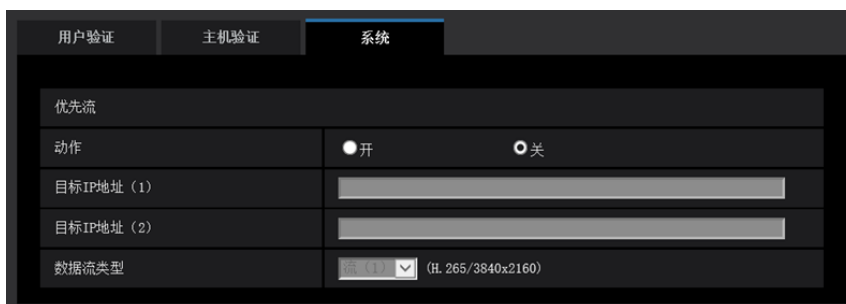 用户验证 主机验证 系统
优先流
动作 开 关
目标IP地址（1）
目标IP地址（2）
数据流类型 流（1） (H.265/3840x2160)